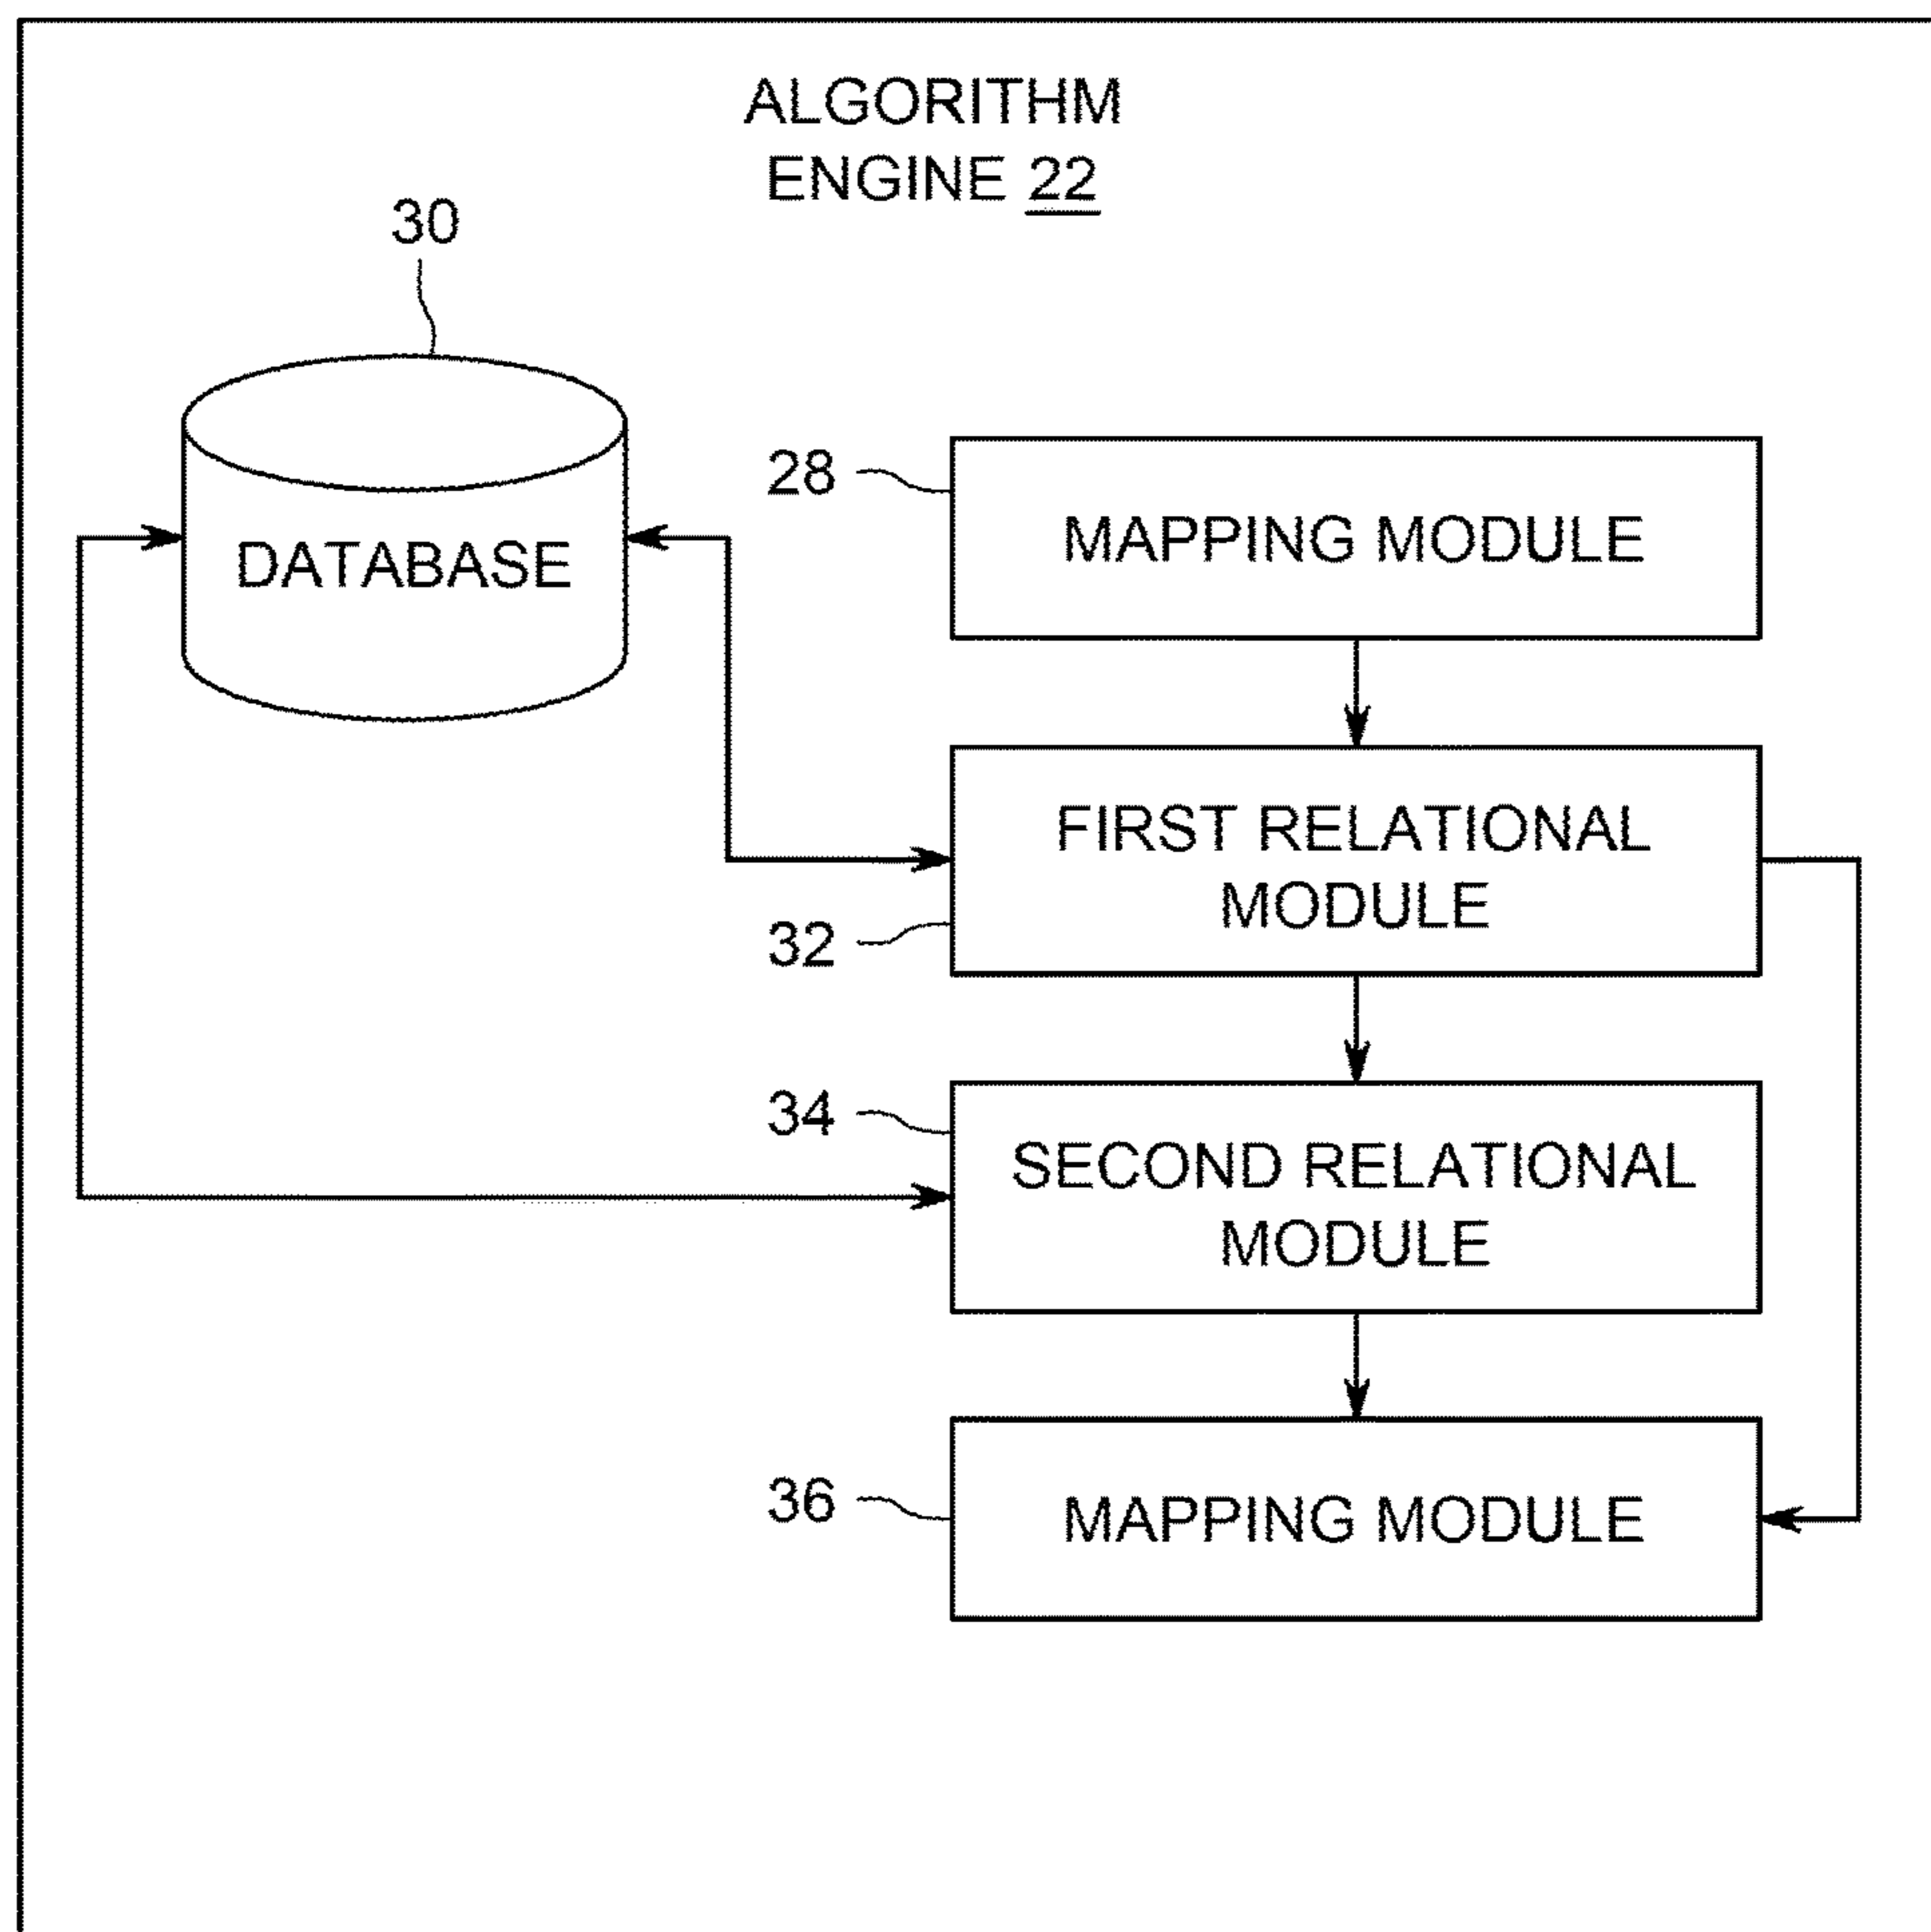 ALGORITHM
ENGINE 22
30
DATABASE
28
MAPPING MODULE
FIRST RELATIONAL
MODULE
32
34
SECOND RELATIONAL
MODULE
36
MAPPING MODULE